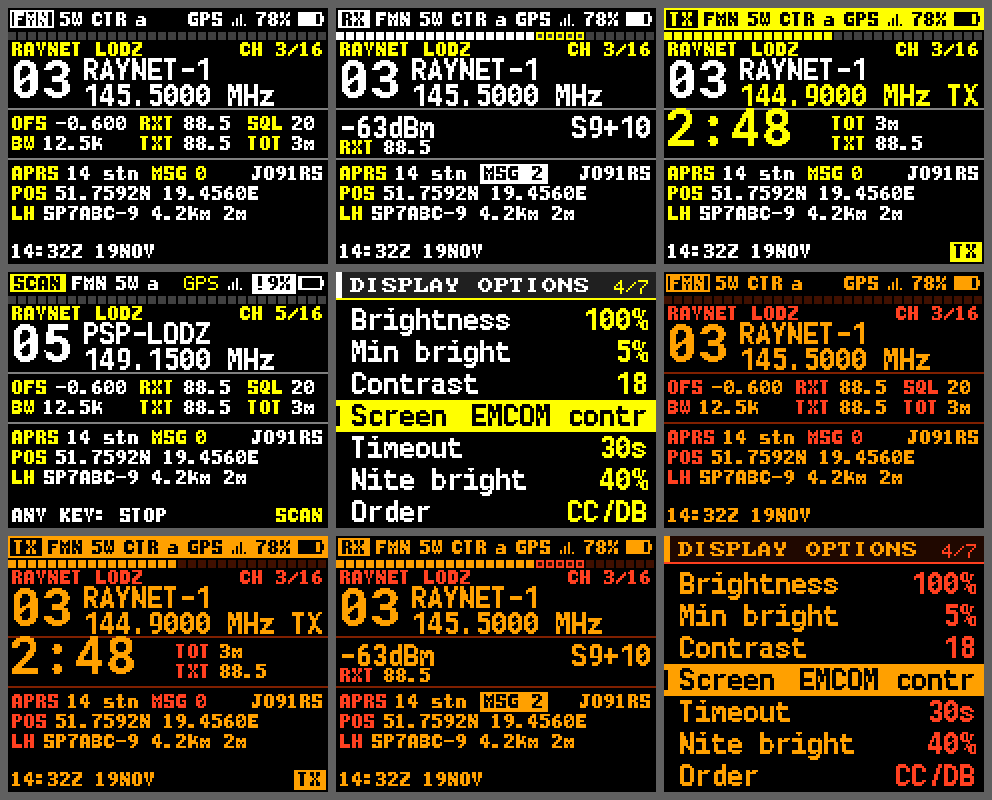 FMN 5W CTR a GPS 78%
RAYNET LODZ CH 3/16
03 RAYNET-1
145.5000 MHz
OFS -0.600 RXT 88.5 SQL 20
BW 12.5k TXT 88.5 TOT 3m
APRS 14 stn MSG 0 JO91RS
POS 51.7592N 19.4560E
LH SP7ABC-9 4.2km 2m
14:32Z 19NOV
RX FMN 5W CTR a GPS 78%
RAYNET LODZ CH 3/16
03 RAYNET-1
145.5000 MHz
-63dBm S9+10
RXT 88.5
APRS 14 stn MSG 2 JO91RS
POS 51.7592N 19.4560E
LH SP7ABC-9 4.2km 2m
14:32Z 19NOV
TX FMN 5W CTR a GPS 78%
RAYNET LODZ CH 3/16
03 RAYNET-1
144.9000 MHz TX
2:48 TOT 3m
TXT 88.5
APRS 14 stn MSG 0 JO91RS
POS 51.7592N 19.4560E
LH SP7ABC-9 4.2km 2m
14:32Z 19NOV TX
SCAN FMN 5W a GPS !9%
RAYNET LODZ CH 5/16
05 PSP-LODZ
149.1500 MHz
OFS -0.600 RXT 88.5 SQL 20
BW 12.5k TXT 88.5 TOT 3m
APRS 14 stn MSG 0 JO91RS
POS 51.7592N 19.4560E
LH SP7ABC-9 4.2km 2m
ANY KEY: STOP SCAN
DISPLAY OPTIONS 4/7
Brightness 100%
Min bright 5%
Contrast 18
Screen EMCOM contr
Timeout 30s
Nite bright 40%
Order CC/DB
FMN 5W CTR a GPS 78%
RAYNET LODZ CH 3/16
03 RAYNET-1
145.5000 MHz
OFS -0.600 RXT 88.5 SQL 20
BW 12.5k TXT 88.5 TOT 3m
APRS 14 stn MSG 0 JO91RS
POS 51.7592N 19.4560E
LH SP7ABC-9 4.2km 2m
14:32Z 19NOV
TX FMN 5W CTR a GPS 78%
RAYNET LODZ CH 3/16
03 RAYNET-1
144.9000 MHz TX
2:48 TOT 3m
TXT 88.5
APRS 14 stn MSG 0 JO91RS
POS 51.7592N 19.4560E
LH SP7ABC-9 4.2km 2m
14:32Z 19NOV TX
RX FMN 5W CTR a GPS 78%
RAYNET LODZ CH 3/16
03 RAYNET-1
145.5000 MHz
-63dBm S9+10
RXT 88.5
APRS 14 stn MSG 2 JO91RS
POS 51.7592N 19.4560E
LH SP7ABC-9 4.2km 2m
14:32Z 19NOV
DISPLAY OPTIONS 4/7
Brightness 100%
Min bright 5%
Contrast 18
Screen EMCOM contr
Timeout 30s
Nite bright 40%
Order CC/DB